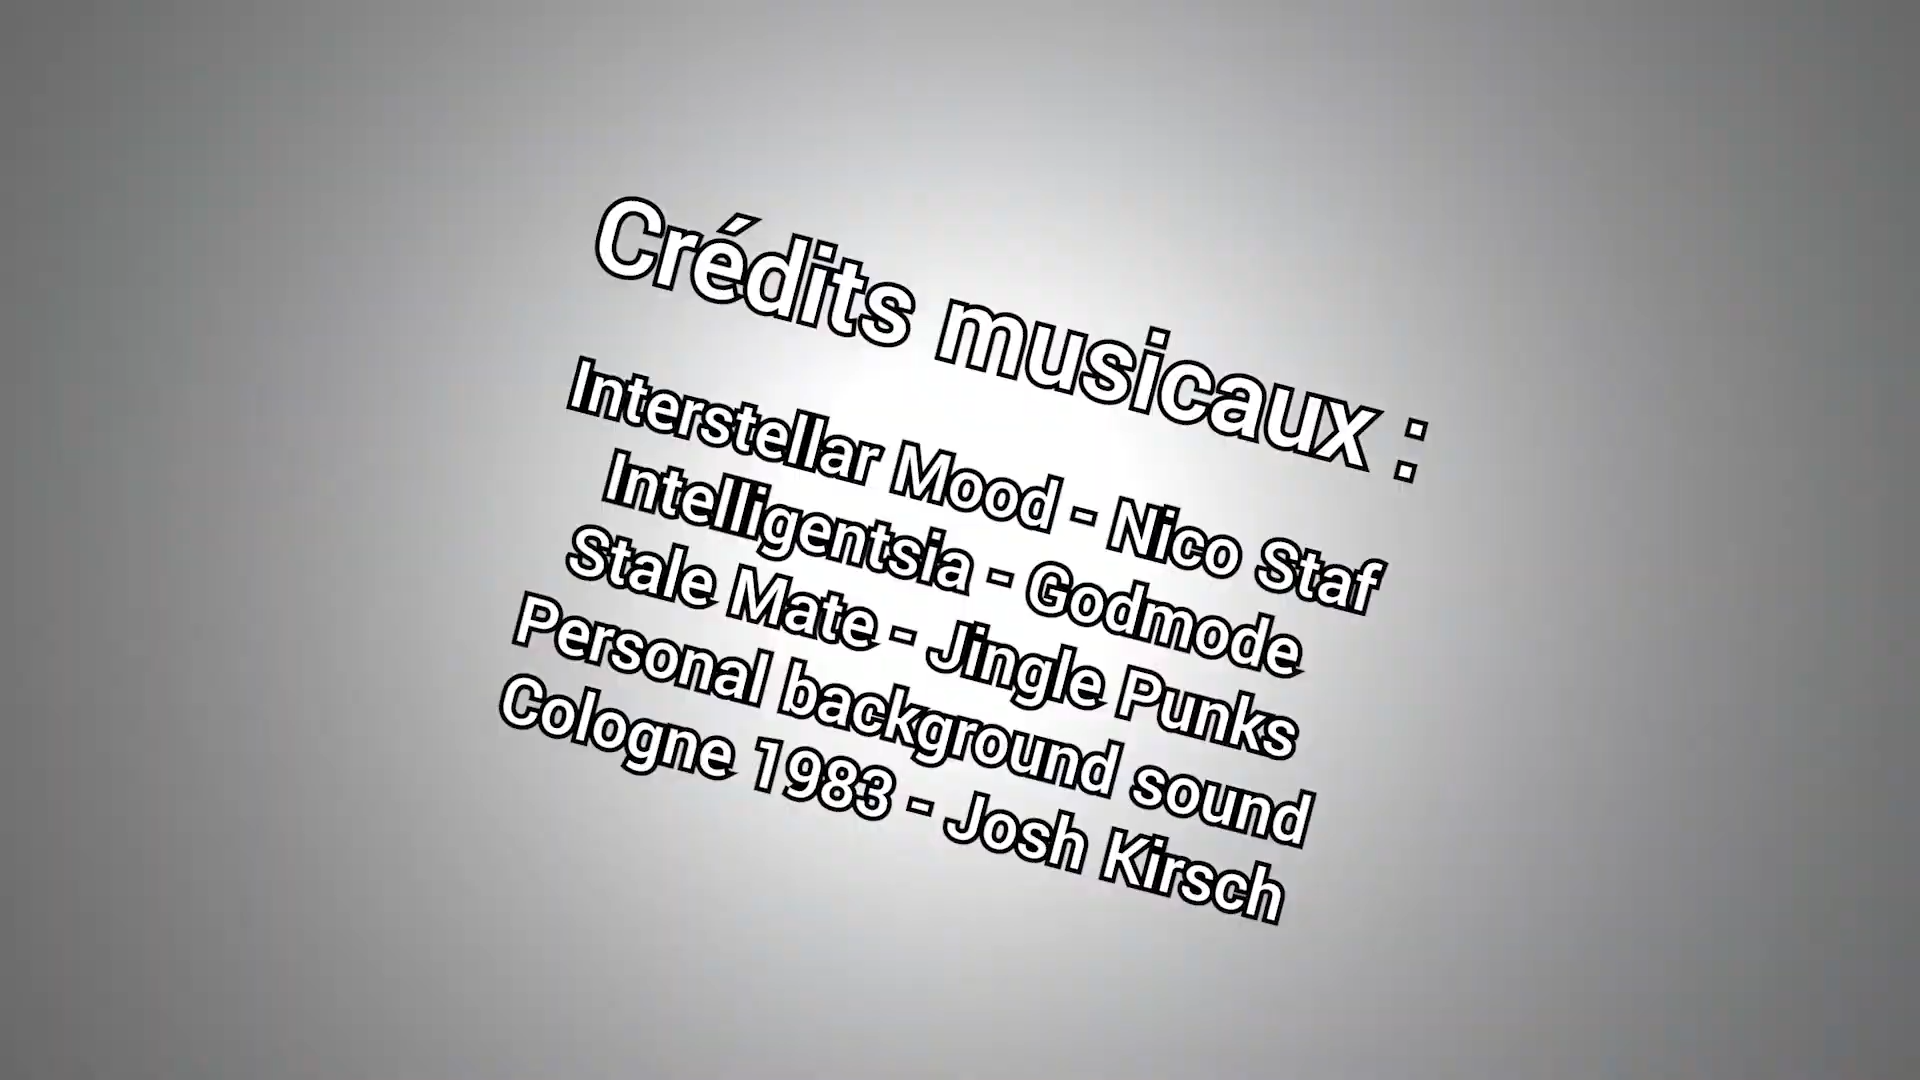 Crédits musicaux :
Interstellar Mood - Nico Staf
Intelligentsia - Godmode
Stale Mate - Jingle Punks
Personal background sound
Cologne 1983 - Josh Kirsch